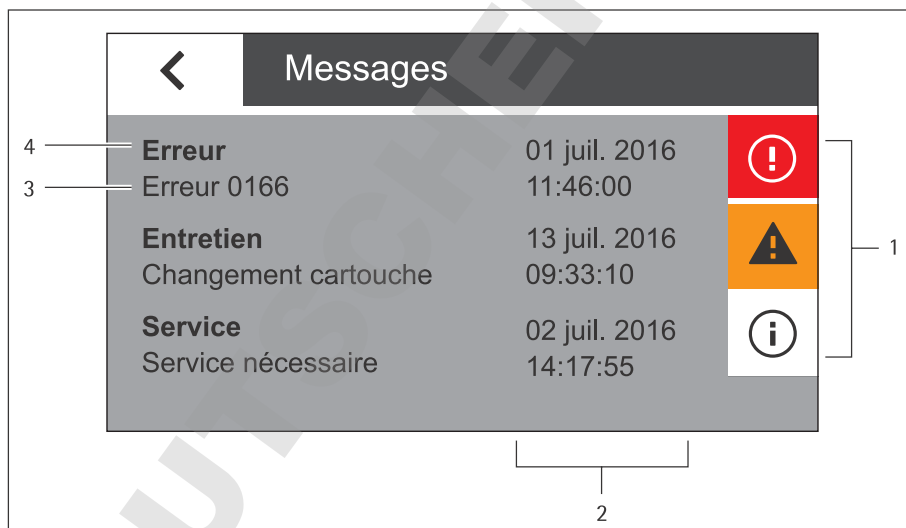 Messages
4
Erreur
01 juil. 2016
3
Erreur 0166
11:46:00
Entretien
13 juil. 2016
1
Changement cartouche
09:33:10
Service
02 juil. 2016
Service nécessaire
14:17:55
2